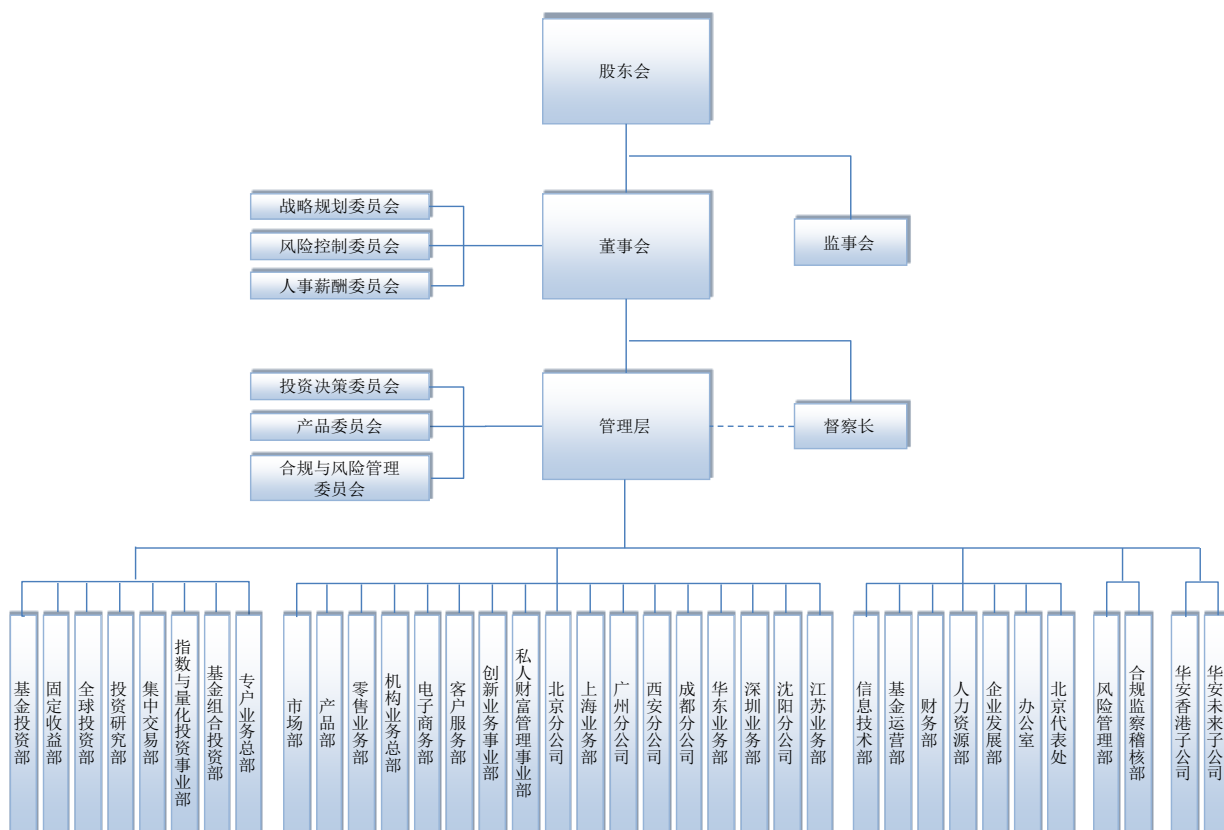 股东会
战略规划委员会
风险控制委员会
人事薪酬委员会
董事会
监事会
投资决策委员会
产品委员会
合规与风险管理
委员会
管理层
督察长
基金投资部
固定收益部
全球投资部
投资研究部
集中交易部
指数与量化投资事业部
基金组合投资部
专户业务总部
市场部
产品部
零售业务部
机构业务总部
电子商务部
客户服务部
创新业务事业部
私人财富管理事业部
北京分公司
上海业务部
广州分公司
西安分公司
成都分公司
华东业务部
深圳业务部
沈阳分公司
江苏业务部
信息技术部
基金运营部
财务部
人力资源部
企业发展部
办公室
北京代表处
风险管理部
合规监察稽核部
华安香港子公司
华安未来子公司